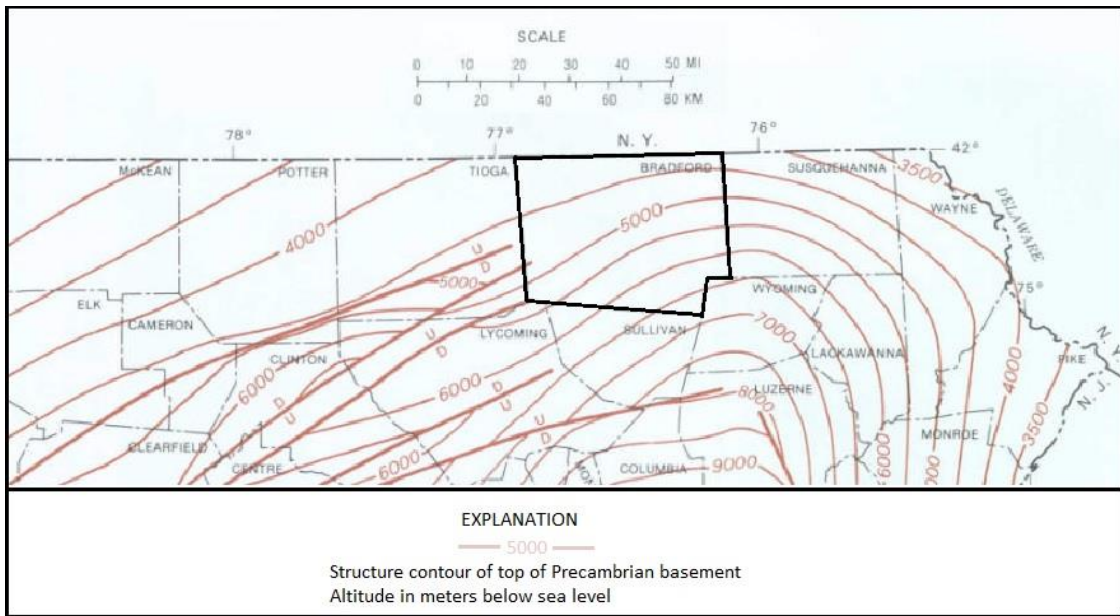 SCALE
0 10 20 30 40 50 MI
0 20 40 60 80 KM
78° 77° N. Y. 76° 42°
McKEAN POTTER TIOGA BRADFORD SUSQUEHANNA 3500
WAYNE
DELAWARE
4000 5000
U
D
5000
75°
ELK CAMERON
U
D
LYCOMING SULLIVAN WYOMING
7000
CLINTON LACKAWANNA
N. Y.
N. J.
PIKE
6000 D
U
6000 D
U
8000 LUZERNE 4000
3500
CLEARFIELD
U
D
MONROE
CENTRE 6000 COLUMBIA 9000 6000
MON
000
EXPLANATION
5000
Structure contour of top of Precambrian basement
Altitude in meters below sea level